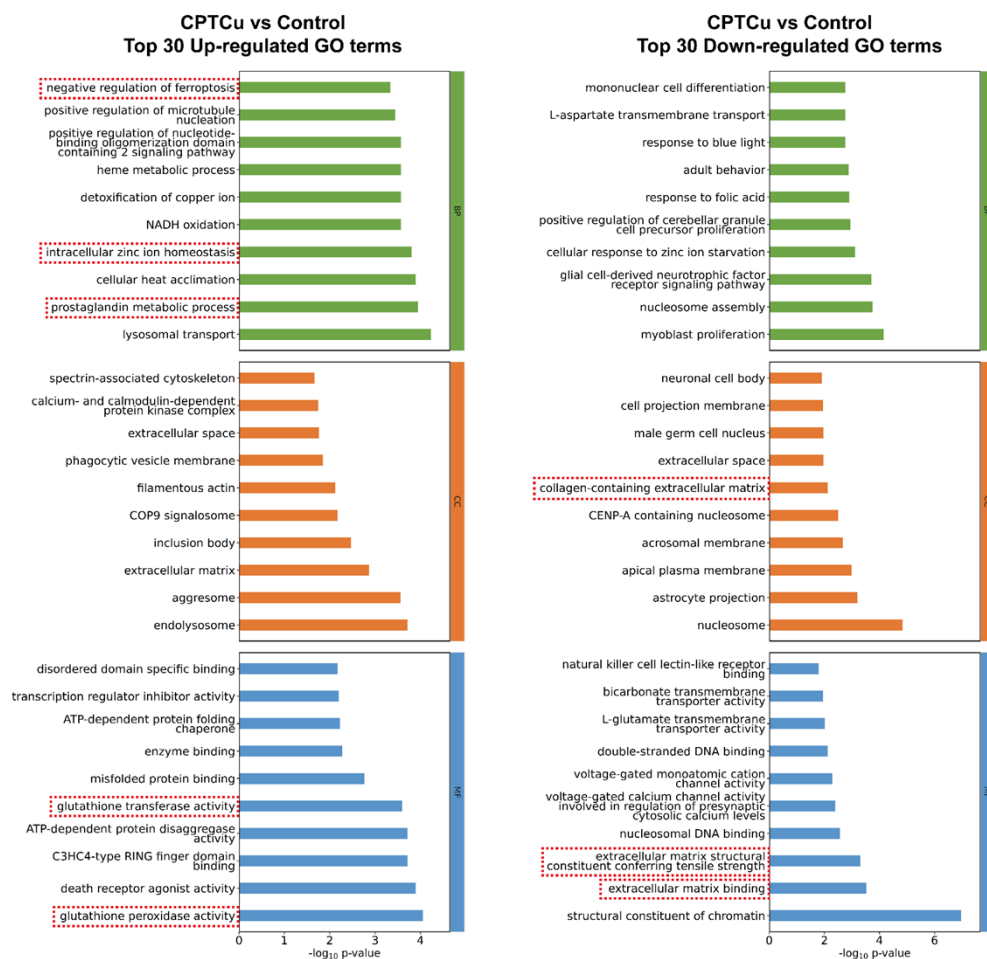 CPTCu vs Control
Top 30 Up-regulated GO terms
negative regulation of ferroptosis
positive regulation of microtubule
nucleation
positive regulation of nucleotide-
binding oligomerization domain
containing 2 signaling pathway
heme metabolic process
detoxification of copper ion
NADH oxidation
intracellular zinc ion homeostasis
cellular heat acclimation
prostaglandin metabolic process
lysosomal transport
BP
spectrin-associated cytoskeleton
calcium- and calmodulin-dependent
protein kinase complex
extracellular space
phagocytic vesicle membrane
filamentous actin
COP9 signalosome
inclusion body
extracellular matrix
aggresome
endolysosome
CC
disordered domain specific binding
transcription regulator inhibitor activity
ATP-dependent protein folding
chaperone
enzyme binding
misfolded protein binding
glutathione transferase activity
ATP-dependent protein disaggregase
activity
C3HC4-type RING finger domain
binding
death receptor agonist activity
glutathione peroxidase activity
MF
0 1 2 3 4
-log10 p-value
CPTCu vs Control
Top 30 Down-regulated GO terms
mononuclear cell differentiation
L-aspartate transmembrane transport
response to blue light
adult behavior
response to folic acid
positive regulation of cerebellar granule
cell precursor proliferation
cellular response to zinc ion starvation
glial cell-derived neurotrophic factor
receptor signaling pathway
nucleosome assembly
myoblast proliferation
neuronal cell body
cell projection membrane
male germ cell nucleus
extracellular space
collagen-containing extracellular matrix
CENP-A containing nucleosome
acrosomal membrane
apical plasma membrane
astrocyte projection
nucleosome
natural killer cell lectin-like receptor
binding
bicarbonate transmembrane
transporter activity
L-glutamate transmembrane
transporter activity
double-stranded DNA binding
voltage-gated monoatomic cation
channel activity
voltage-gated calcium channel activity
involved in regulation of presynaptic
cytosolic calcium levels
nucleosomal DNA binding
extracellular matrix structural
constituent conferring tensile strength
extracellular matrix binding
structural constituent of chromatin
0 2 4 6
-log10 p-value